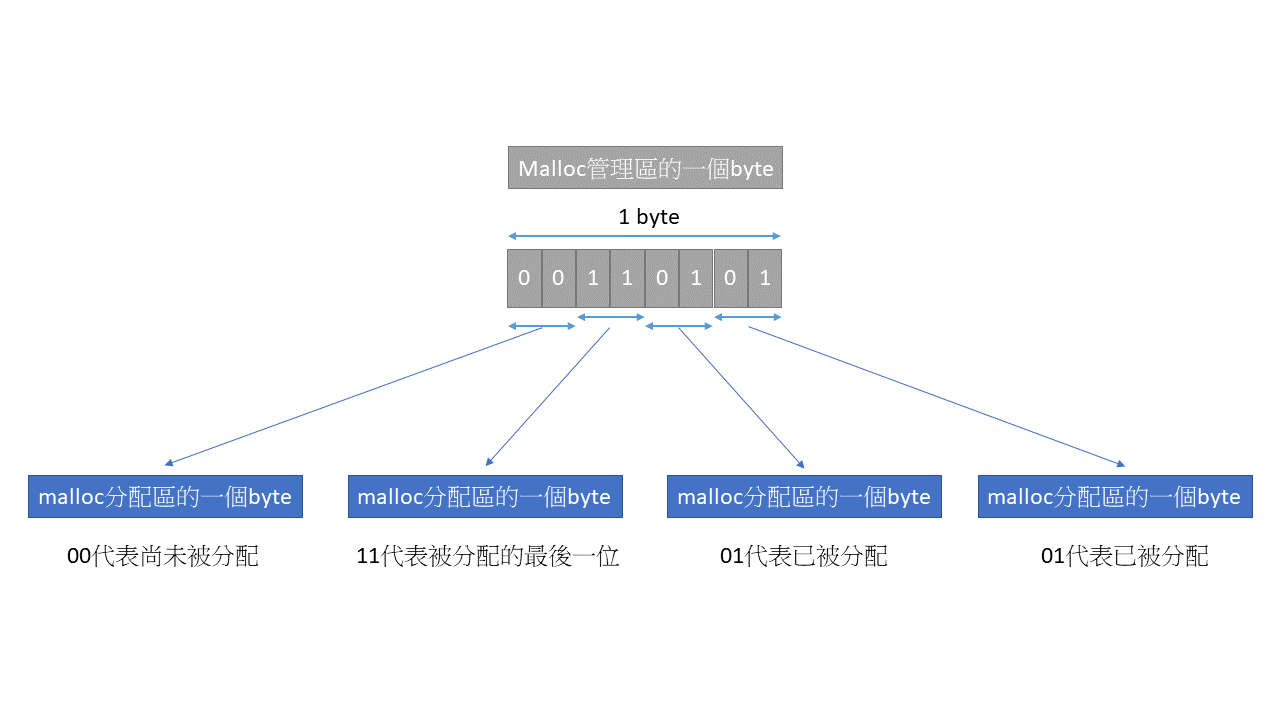 Malloc管理區的一個byte
1 byte
0 0 1 1 0 1 0 1
malloc分配區的一個byte malloc分配區的一個byte malloc分配區的一個byte malloc分配區的一個byte
00代表尚未被分配 11代表被分配的最後一位 01代表已被分配 01代表已被分配